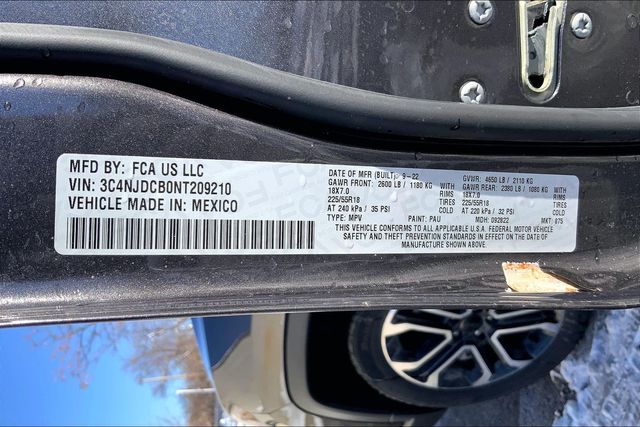 MFD BY: FCA US LLC
VIN: 3C4NJDCB0NT209210
VEHICLE MADE IN: MEXICO
DATE OF MFR (BUILT): 9-22 GVWR: 4650 LB / 2110 KG
GAWR FRONT: 2600 LB / 1180 KG WITH GAWR REAR: 2380 LB / 1080 KG WITH
18X7.0 RIMS 18X7.0 RIMS
225/55R18 TIRES 225/55R18 TIRES
AT 240 kPa / 35 PSI COLD AT 220 kPa / 32 PSI COLD
TYPE: MPV PAINT: PAU MDH: 092822 MKT: 875
THIS VEHICLE CONFORMS TO ALL APPLICABLE U.S.A. FEDERAL MOTOR VEHICLE
SAFETY AND THEFT PREVENTION STANDARDS IN EFFECT ON THE DATE OF
MANUFACTURE SHOWN ABOVE.